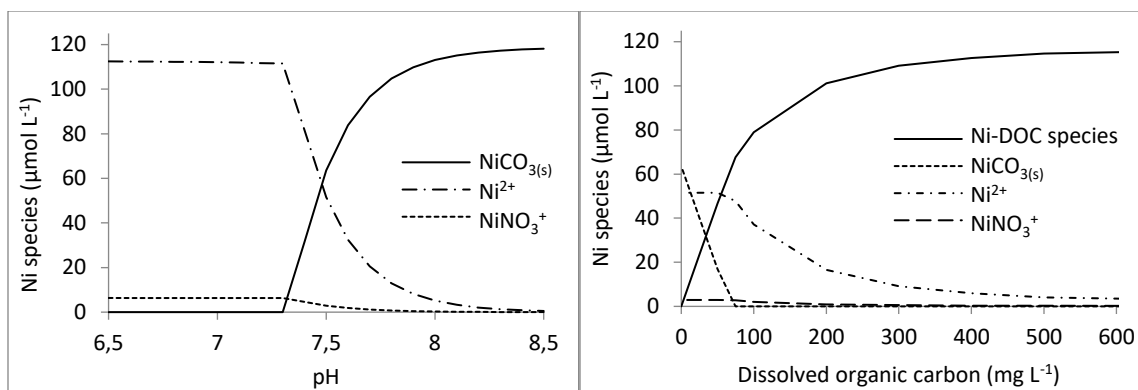 Ni species (µmol L⁻¹)
120
100
80
60
40
20
0
NiCO₃₍ₛ₎
Ni²⁺
NiNO₃⁺
6,5 7 7,5 8 8,5
pH
Ni species (µmol L⁻¹)
120
100
80
60
40
20
0
Ni-DOC species
NiCO₃₍ₛ₎
Ni²⁺
NiNO₃⁺
0 100 200 300 400 500 600
Dissolved organic carbon (mg L⁻¹)